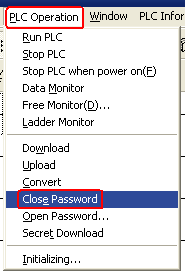 PLC Operation Window PLC Infor
Run PLC
Stop PLC
Stop PLC when power on(F)
Data Monitor
Free Monitor(D)...
Ladder Monitor
Download
Upload
Convert
Close Password
Open Password...
Secret Download
Initializing...